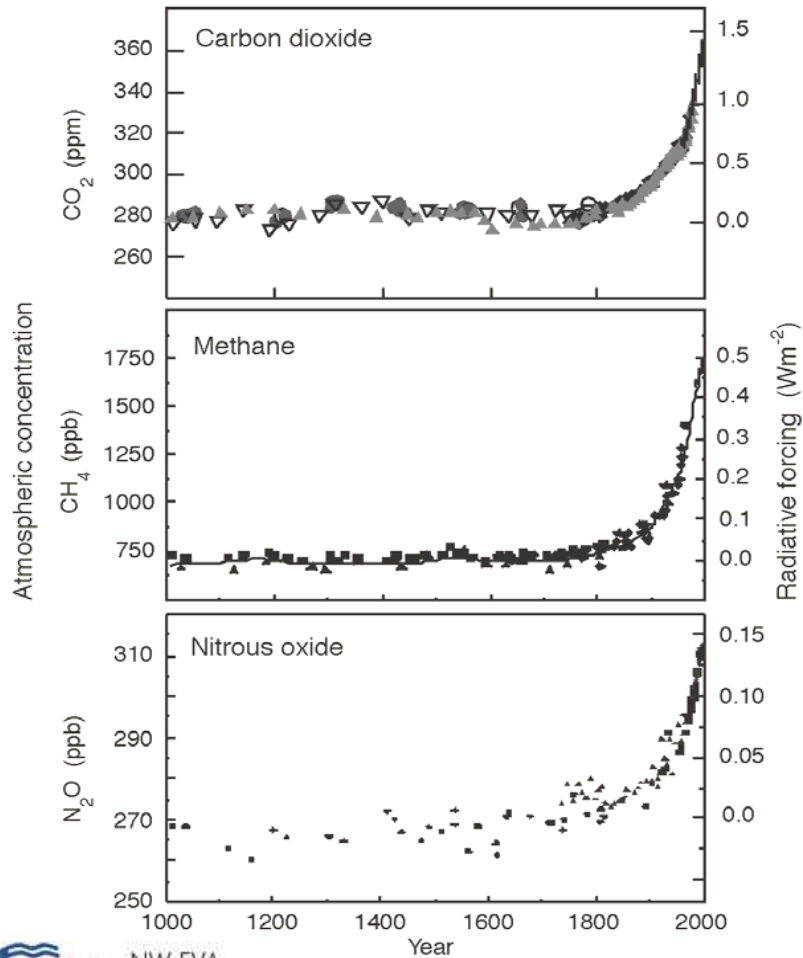 Carbon dioxide
360
340
320
300
280
260
CO2 (ppm)
1.5
1.0
0.5
0.0
Methane
1750
1500
1250
1000
750
CH4 (ppb)
0.5
0.4
0.3
0.2
0.1
0.0
Atmospheric concentration
Radiative forcing (Wm-2)
Nitrous oxide
310
290
270
250
N2O (ppb)
0.15
0.10
0.05
0.0
1000 1200 1400 1600 1800 2000
Year